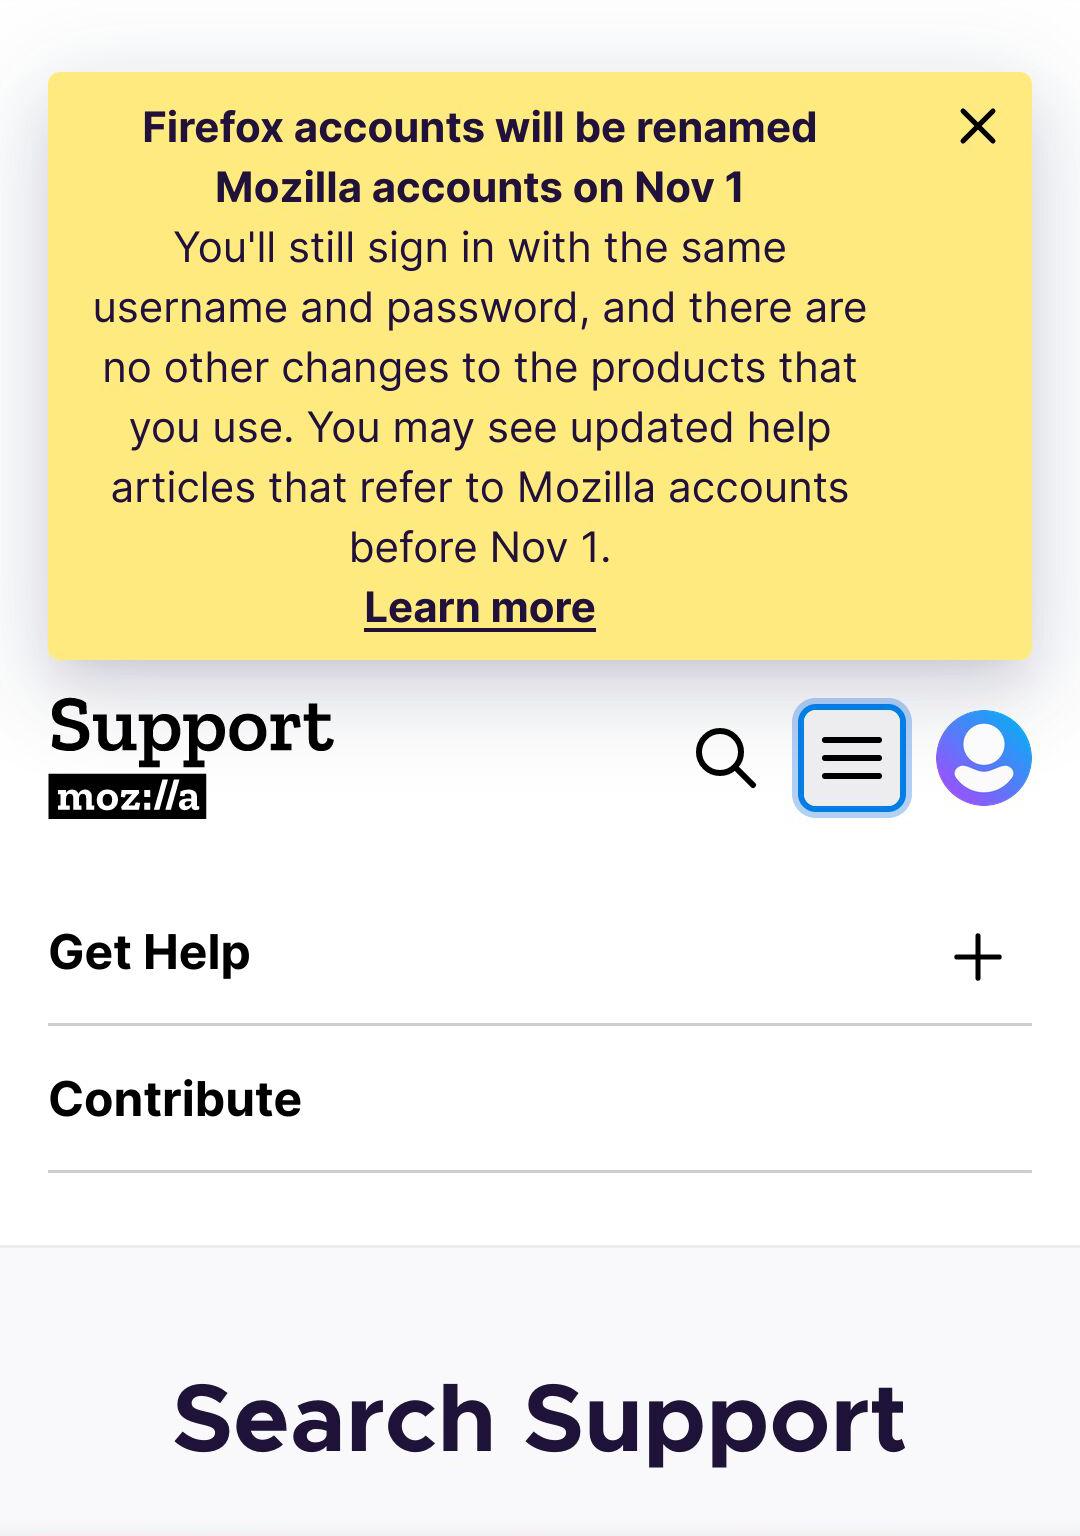 Firefox accounts will be renamed
Mozilla accounts on Nov 1
You'll still sign in with the same
username and password, and there are
no other changes to the products that
you use. You may see updated help
articles that refer to Mozilla accounts
before Nov 1.
Learn more
Support
moz://a
Get Help
Contribute
Search Support